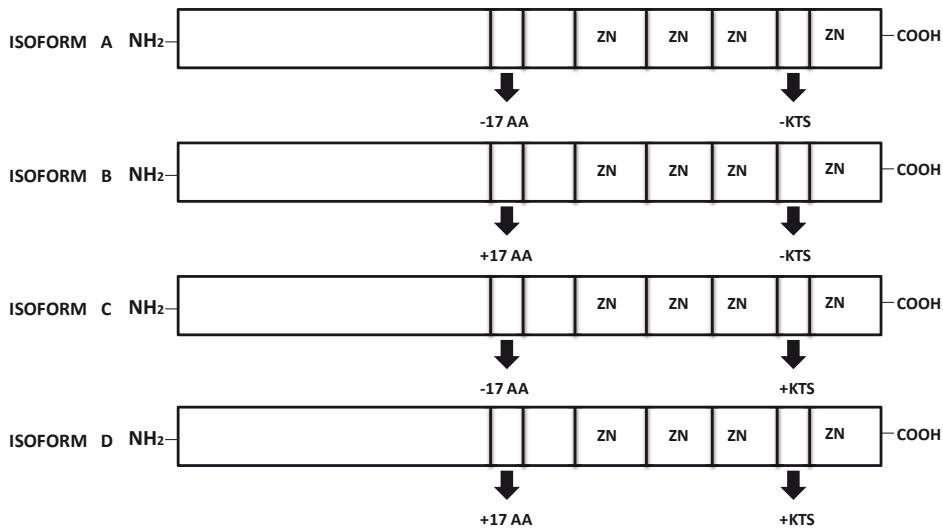 ISOFORM A NH2 ZN ZN ZN ZN COOH
-17 AA -KTS
ISOFORM B NH2 ZN ZN ZN ZN COOH
+17 AA -KTS
ISOFORM C NH2 ZN ZN ZN ZN COOH
-17 AA +KTS
ISOFORM D NH2 ZN ZN ZN ZN COOH
+17 AA +KTS